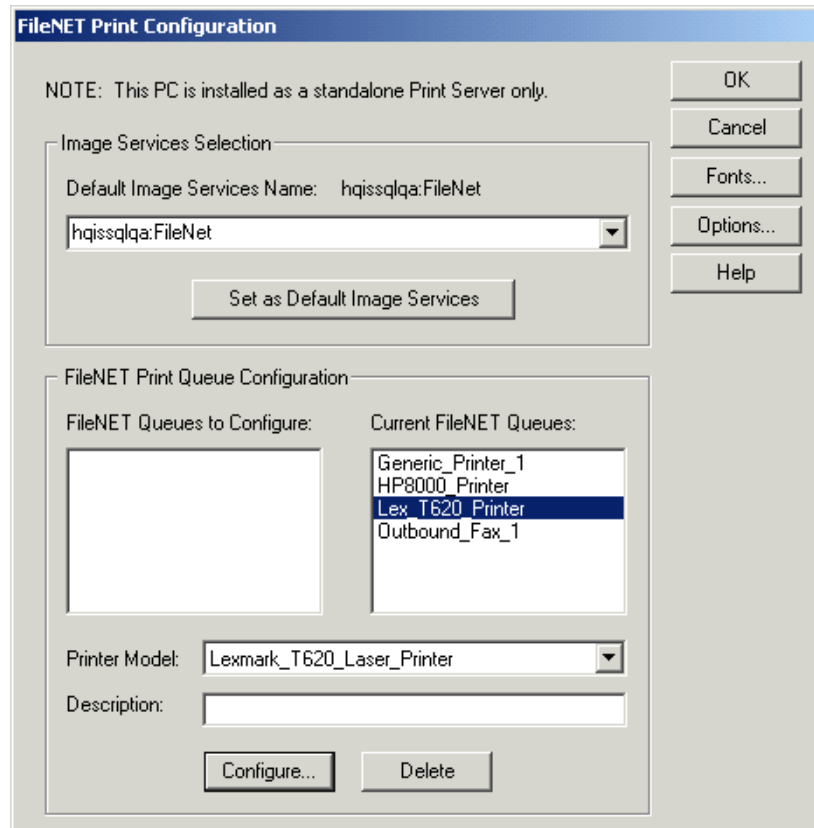 FileNET Print Configuration
NOTE: This PC is installed as a standalone Print Server only.
OK
Cancel
Fonts...
Options...
Help
Image Services Selection
Default Image Services Name: hqissqlqa:FileNet
hqissqlqa:FileNet
Set as Default Image Services
FileNET Print Queue Configuration
FileNET Queues to Configure:
Current FileNET Queues:
Generic_Printer_1
HP8000_Printer
Lex_T620_Printer
Outbound_Fax_1
Printer Model: Lexmark_T620_Laser_Printer
Description:
Configure... Delete